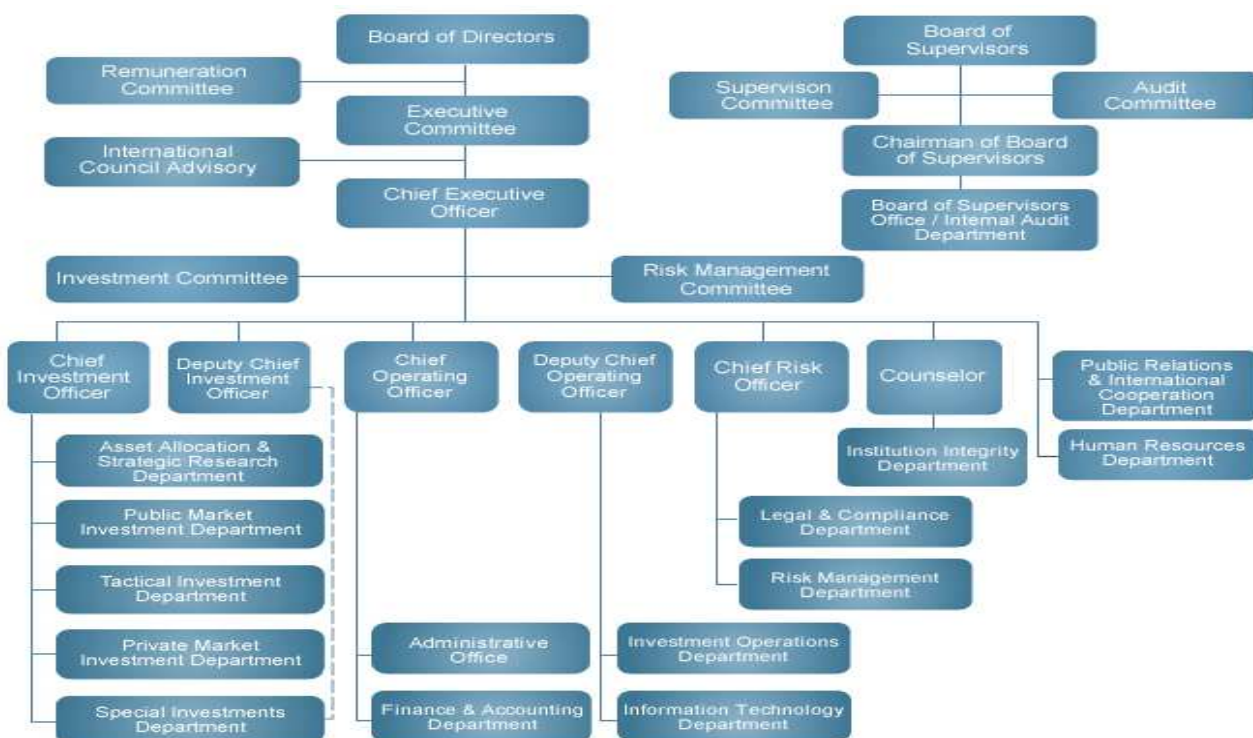 Board of Directors
Board of
Supervisors
Remuneration
Committee
Supervison
Committee
Audit
Committee
Executive
Committee
International
Council Advisory
Chairman of Board
of Supervisors
Chief Executive
Officer
Board of Supervisors
Office / Internal Audit
Department
Investment Committee
Risk Management
Committee
Chief
Investment
Officer
Deputy Chief
Investment
Officer
Chief
Operating
Officer
Deputy Chief
Operating
Officer
Chief Risk
Officer
Counselor
Public Relations
& International
Cooperation
Department
Institution Integrity
Department
Human Resources
Department
Asset Allocation &
Strategic Research
Department
Public Market
Investment Department
Tactical Investment
Department
Private Market
Investment Department
Special Investments
Department
Legal & Compliance
Department
Risk Management
Department
Administrative
Office
Finance & Accounting
Department
Investment Operations
Department
Information Technology
Department